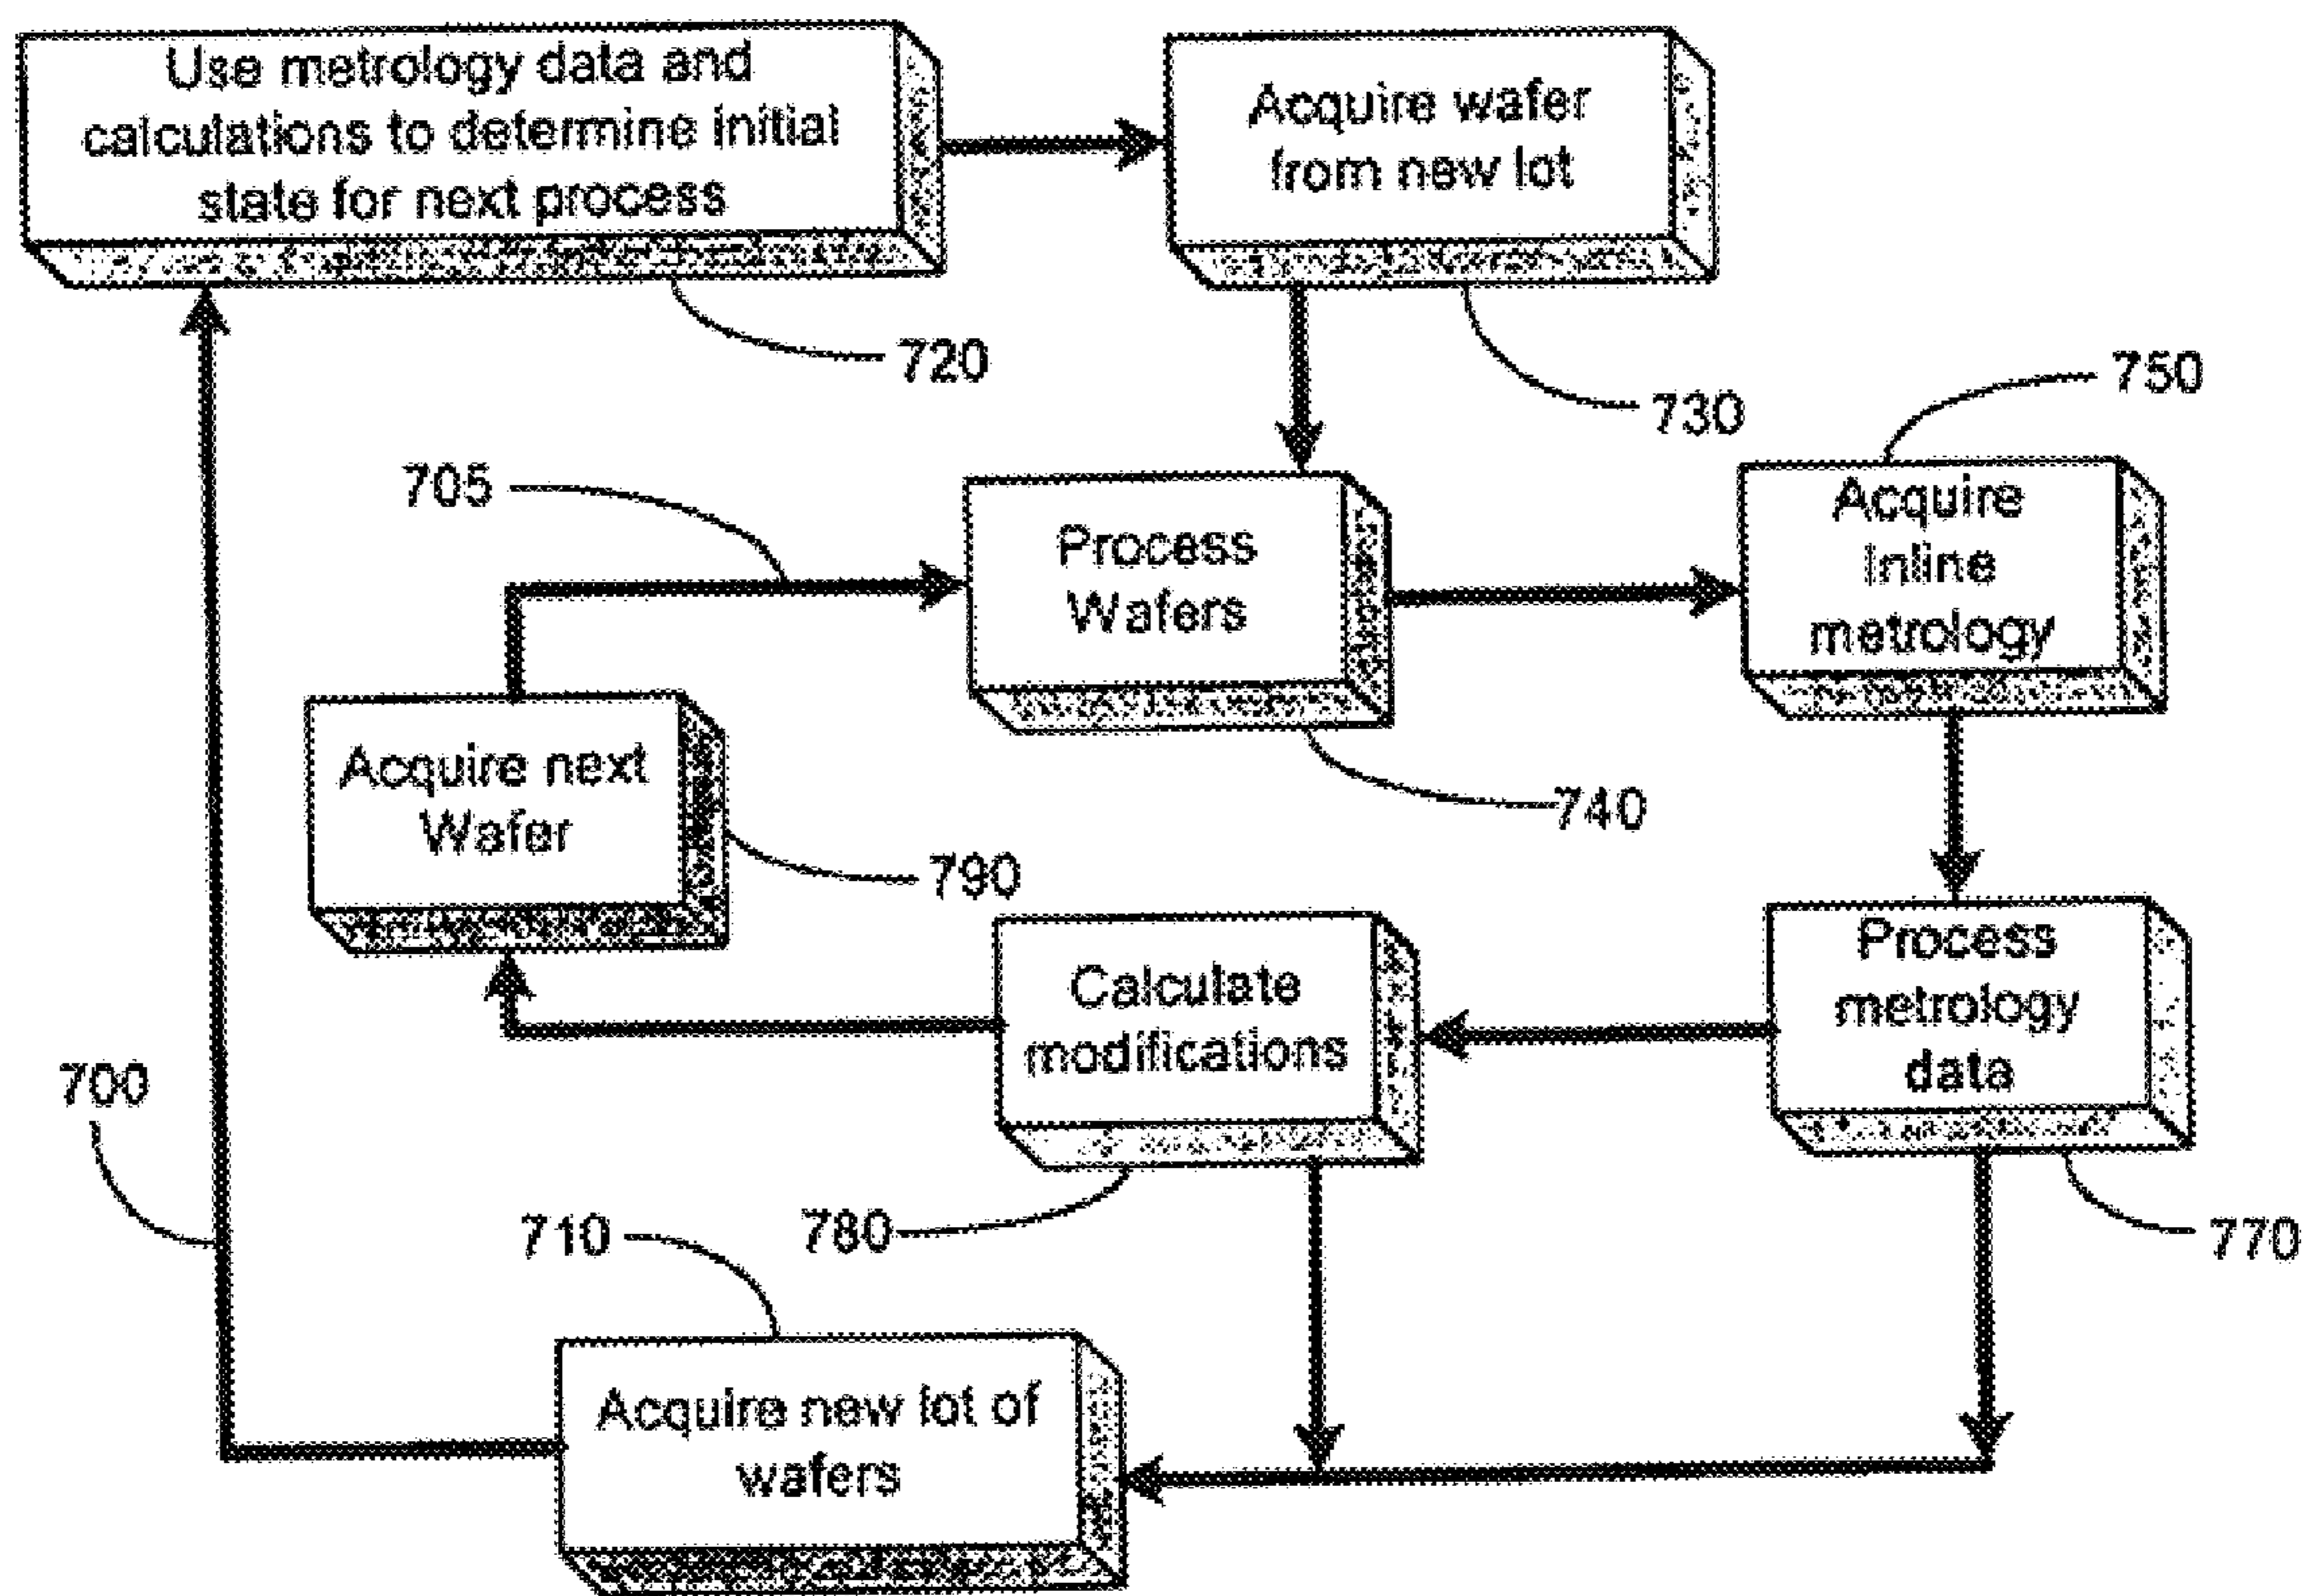 Use metrology data and
calculations to determine initial
state for next process
Acquire wafer
from new lot
720
730
750
705
Process
Wafers
Acquire
Inline
metrology
Acquire next
Wafer
740
790
Calculate
modifications
Process
metrology
data
700
710
780
770
Acquire new lot of
wafers